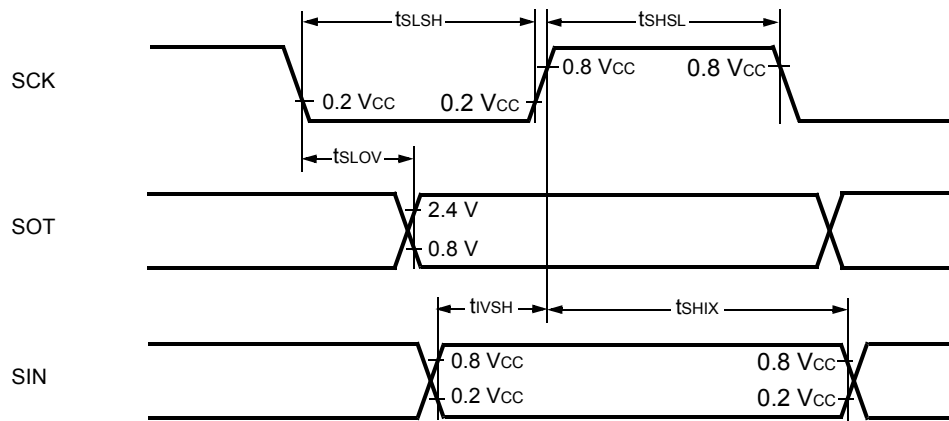 tSLSH tSHSL
SCK
0.8 VCC 0.8 VCC
0.2 VCC 0.2 VCC
tSLOV
SOT
2.4 V
0.8 V
tIVSH tSHIX
SIN
0.8 VCC 0.8 VCC
0.2 VCC 0.2 VCC